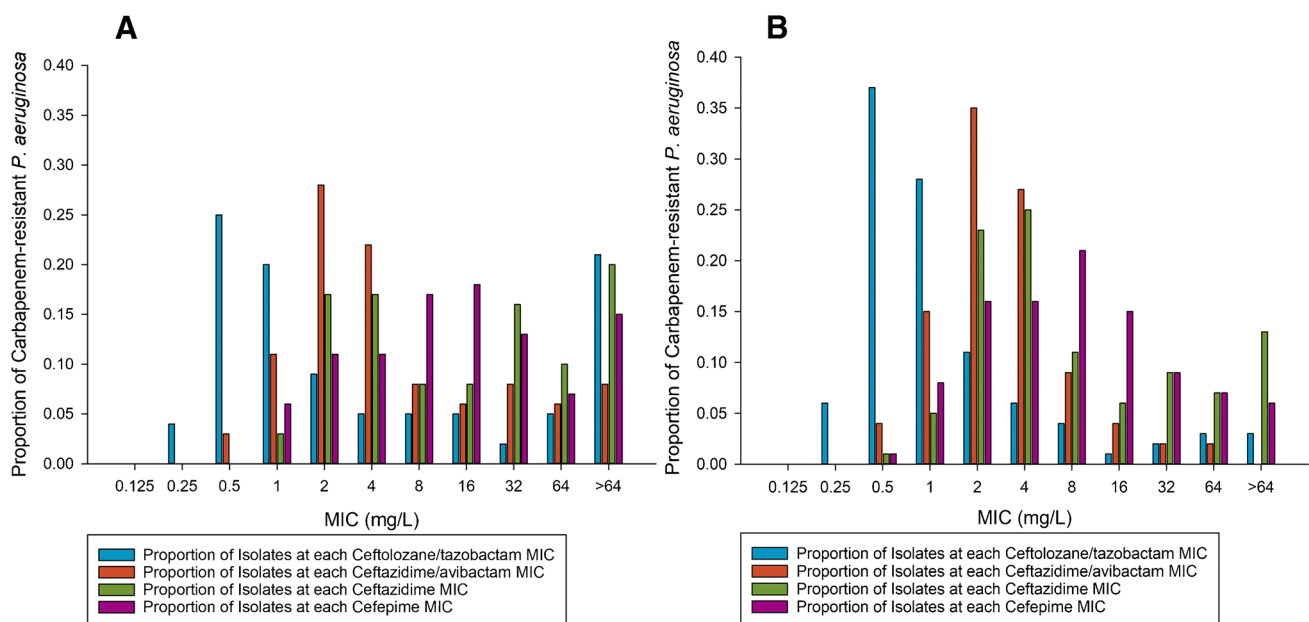 A
Proportion of Carbapenem-resistant P. aeruginosa
0.40
0.35
0.30
0.25
0.20
0.15
0.10
0.05
0.00
0.125 0.25 0.5 1 2 4 8 16 32 64 >64
MIC (mg/L)
Proportion of Isolates at each Ceftolozane/tazobactam MIC
Proportion of Isolates at each Ceftazidime/avibactam MIC
Proportion of Isolates at each Ceftazidime MIC
Proportion of Isolates at each Cefepime MIC
B
Proportion of Carbapenem-resistant P. aeruginosa
0.40
0.35
0.30
0.25
0.20
0.15
0.10
0.05
0.00
0.125 0.25 0.5 1 2 4 8 16 32 64 >64
MIC (mg/L)
Proportion of Isolates at each Ceftolozane/tazobactam MIC
Proportion of Isolates at each Ceftazidime/avibactam MIC
Proportion of Isolates at each Ceftazidime MIC
Proportion of Isolates at each Cefepime MIC